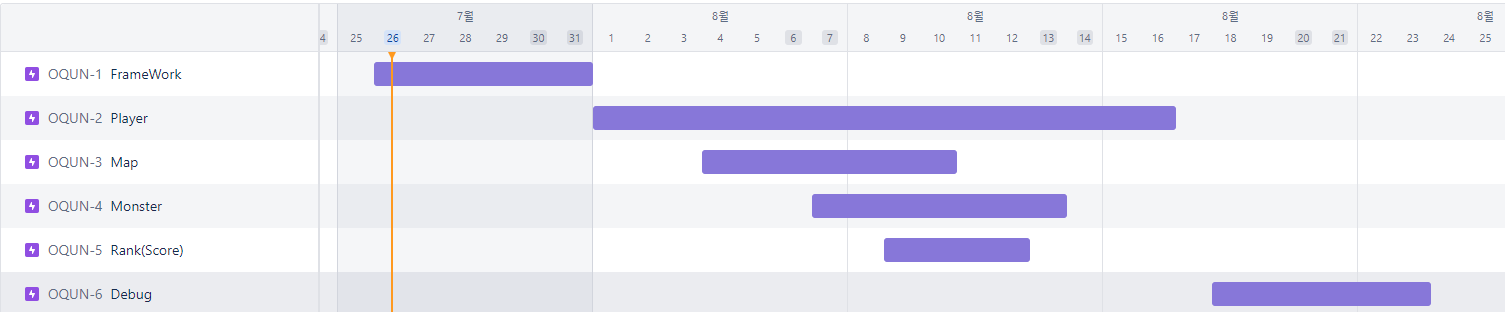 7월 8월 8월 8월 8월
4 25 26 27 28 29 30 31 1 2 3 4 5 6 7 8 9 10 11 12 13 14 15 16 17 18 19 20 21 22 23 24 25
OQUN-1 FrameWork
OQUN-2 Player
OQUN-3 Map
OQUN-4 Monster
OQUN-5 Rank(Score)
OQUN-6 Debug